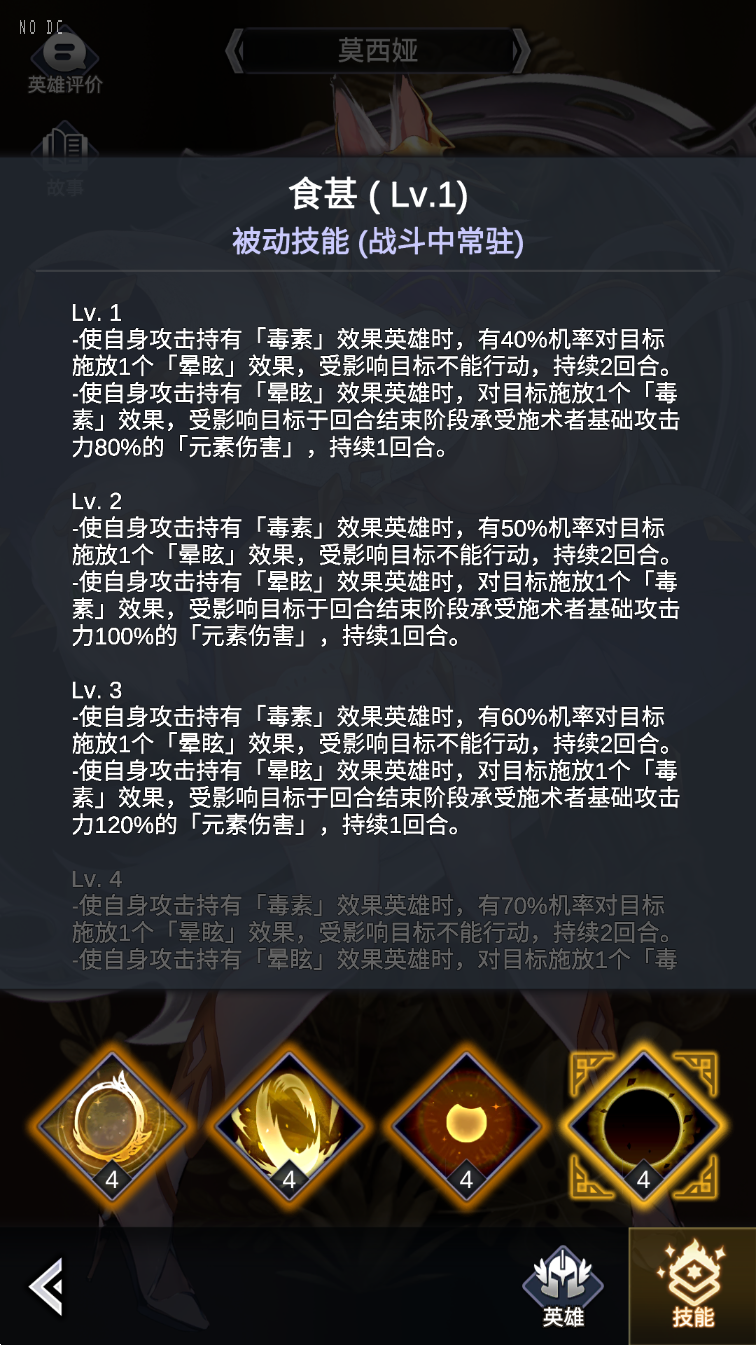 NO DC
莫西娅
英雄评价
故事
食甚 ( Lv.1)
被动技能 (战斗中常驻)
Lv. 1
-使自身攻击持有「毒素」效果英雄时，有40%机率对目标
施放1个「晕眩」效果，受影响目标不能行动，持续2回合。
-使自身攻击持有「晕眩」效果英雄时，对目标施放1个「毒
素」效果，受影响目标于回合结束阶段承受施术者基础攻击
力80%的「元素伤害」，持续1回合。
Lv. 2
-使自身攻击持有「毒素」效果英雄时，有50%机率对目标
施放1个「晕眩」效果，受影响目标不能行动，持续2回合。
-使自身攻击持有「晕眩」效果英雄时，对目标施放1个「毒
素」效果，受影响目标于回合结束阶段承受施术者基础攻击
力100%的「元素伤害」，持续1回合。
Lv. 3
-使自身攻击持有「毒素」效果英雄时，有60%机率对目标
施放1个「晕眩」效果，受影响目标不能行动，持续2回合。
-使自身攻击持有「晕眩」效果英雄时，对目标施放1个「毒
素」效果，受影响目标于回合结束阶段承受施术者基础攻击
力120%的「元素伤害」，持续1回合。
Lv. 4
-使自身攻击持有「毒素」效果英雄时，有70%机率对目标
施放1个「晕眩」效果，受影响目标不能行动，持续2回合。
-使自身攻击持有「晕眩」效果英雄时，对目标施放1个「毒
4
4
4
4
英雄
技能